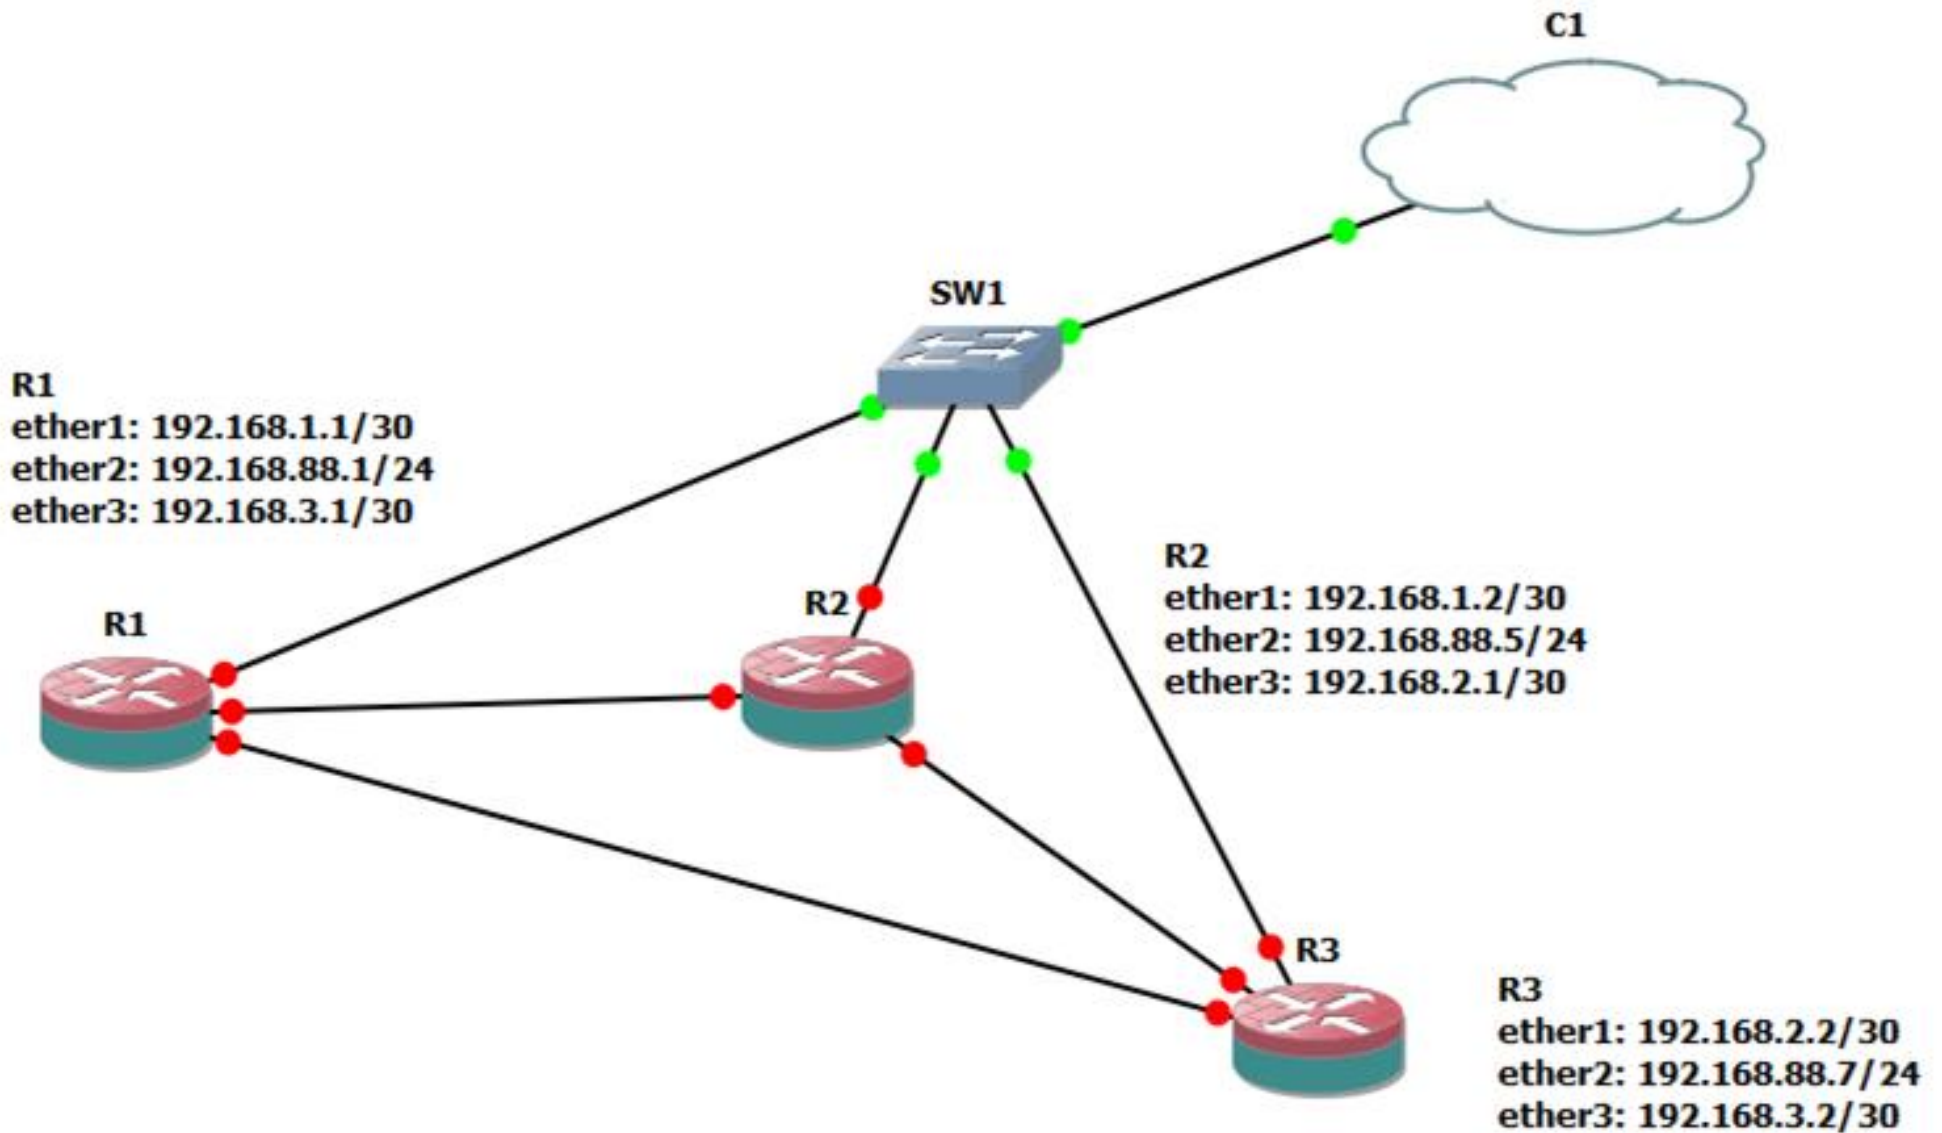 C1
SW1
R1
ether1: 192.168.1.1/30
ether2: 192.168.88.1/24
ether3: 192.168.3.1/30
R2
ether1: 192.168.1.2/30
ether2: 192.168.88.5/24
ether3: 192.168.2.1/30
R1
R2
R3
R3
ether1: 192.168.2.2/30
ether2: 192.168.88.7/24
ether3: 192.168.3.2/30